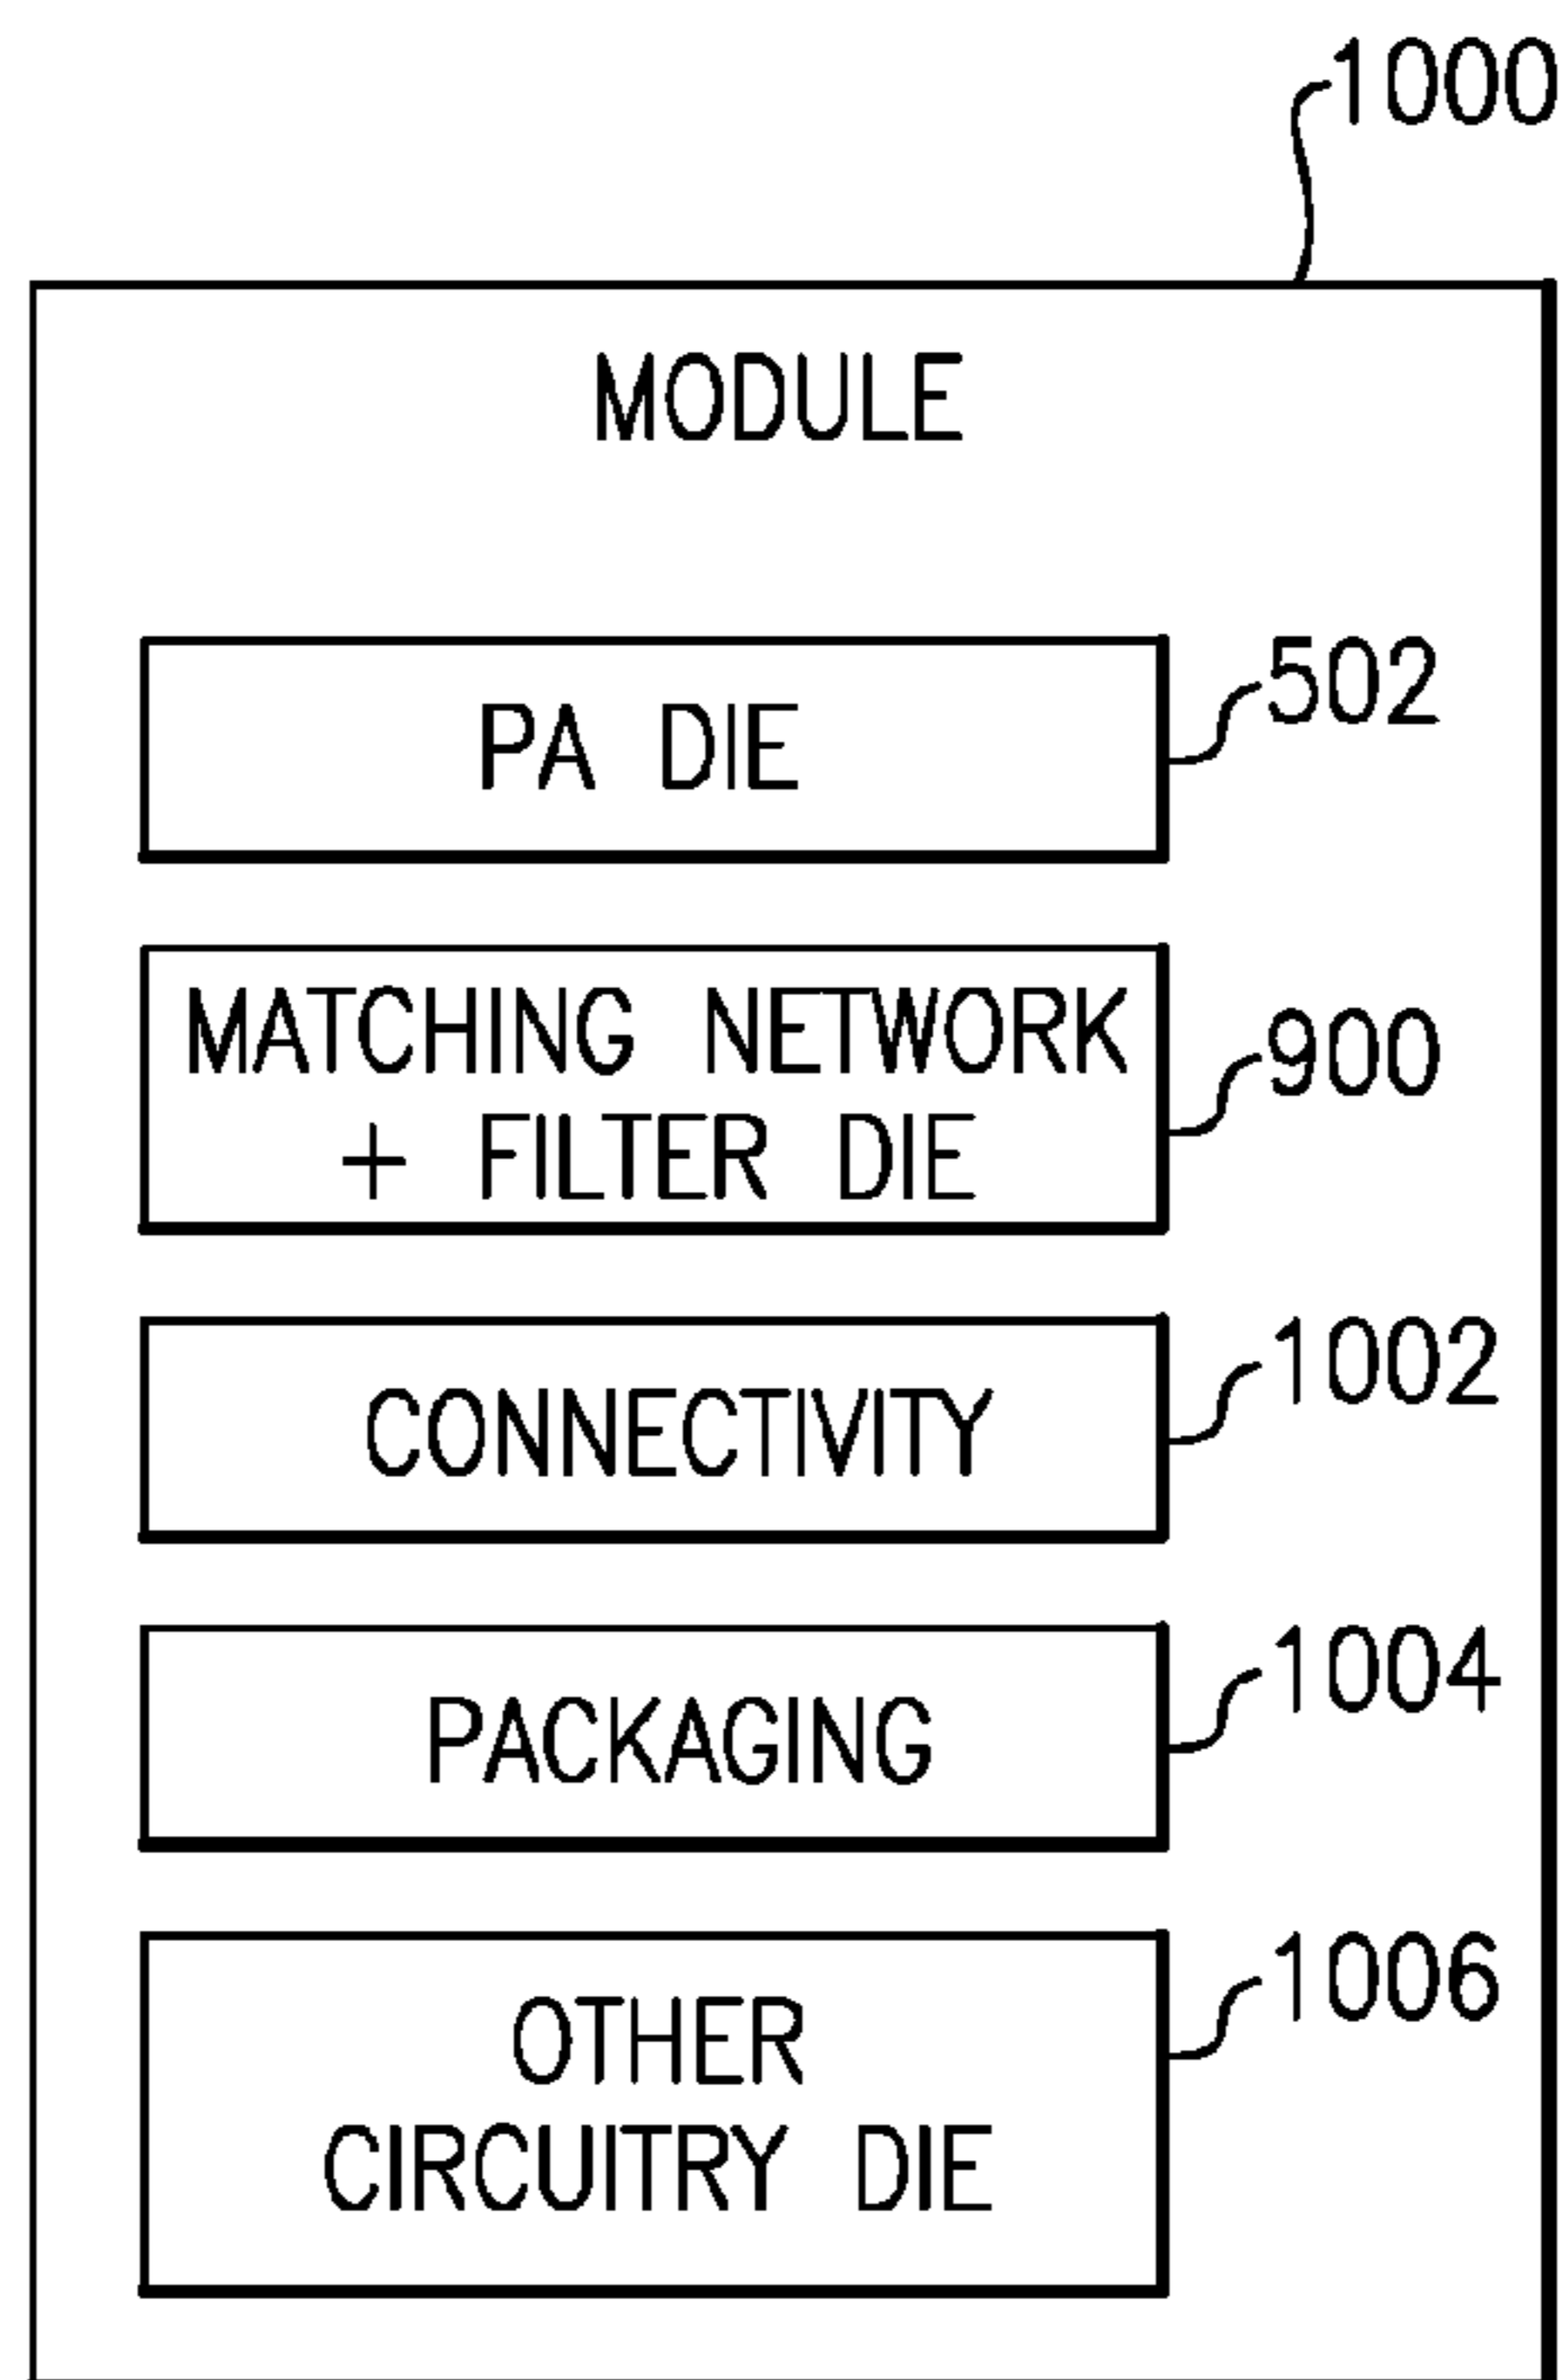 1000
MODULE
PA DIE
502
MATCHING NETWORK
+ FILTER DIE
900
CONNECTIVITY
1002
PACKAGING
1004
OTHER
CIRCUITRY DIE
1006